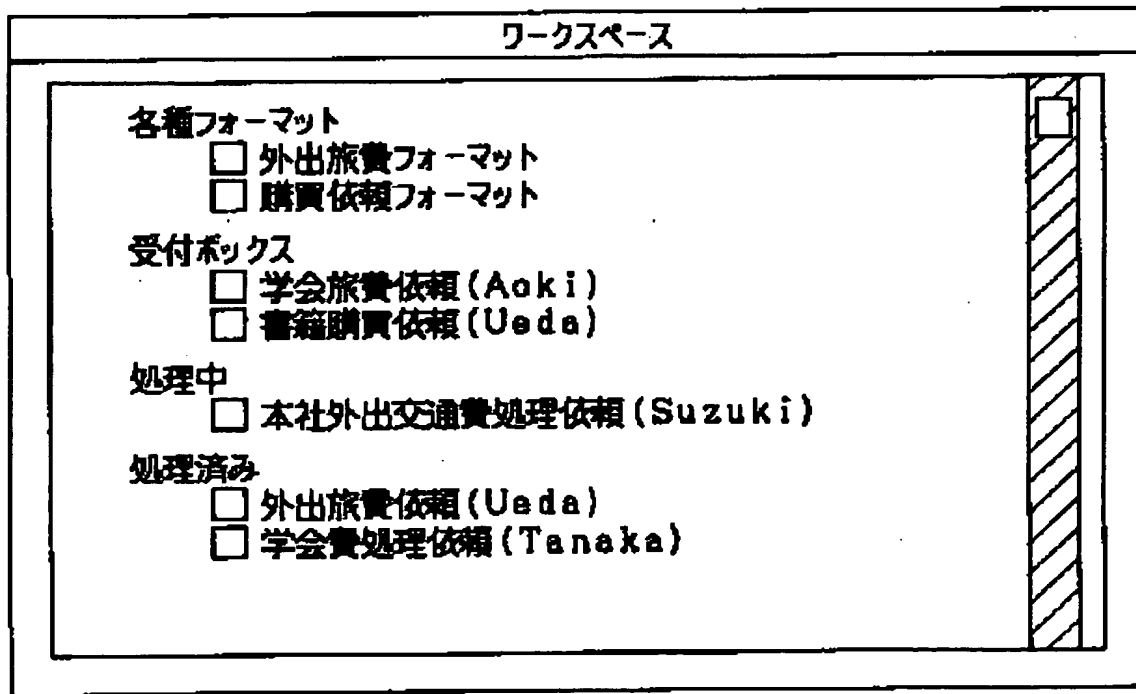 ワークスペース
各種フォーマット
外出旅費フォーマット
購買依頼フォーマット
受付ボックス
学会旅費依頼(Aoki)
書籍購買依頼(Ueda)
処理中
本社外出交通費処理依頼(Suzuki)
処理済み
外出旅費依頼(Ueda)
学会費処理依頼(Tanaka)